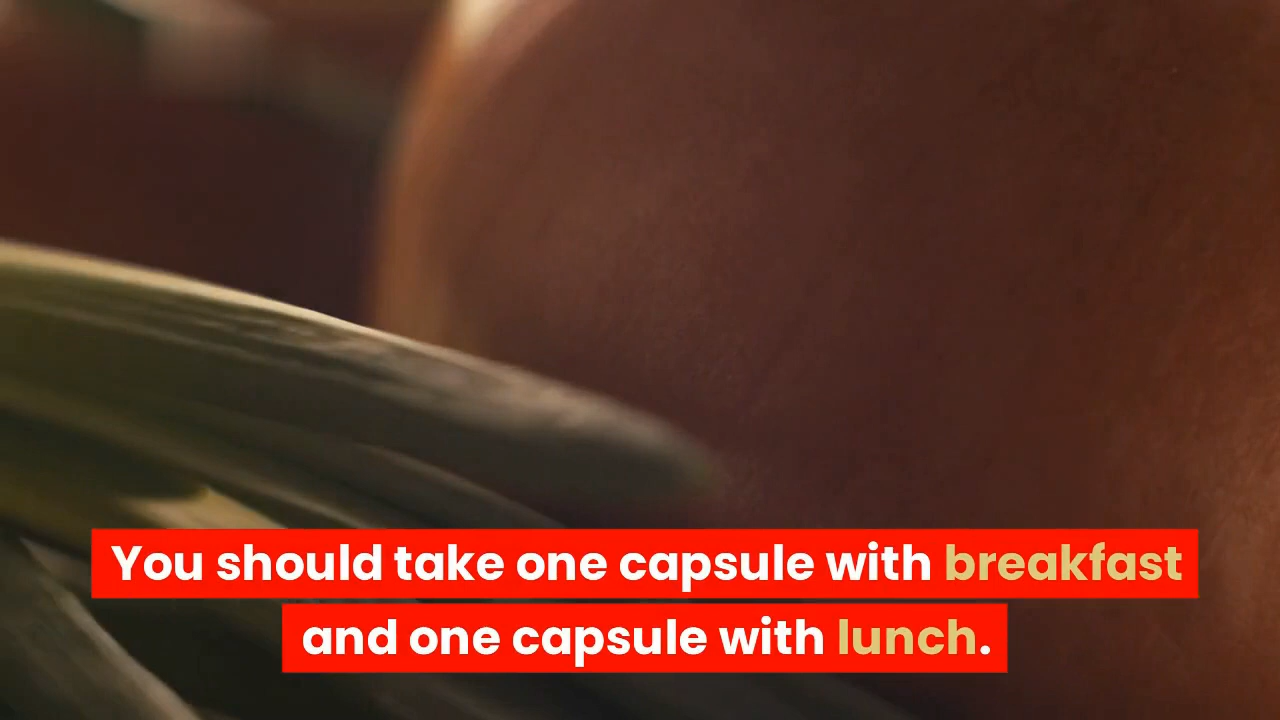 You should take one capsule with breakfast
and one capsule with lunch.